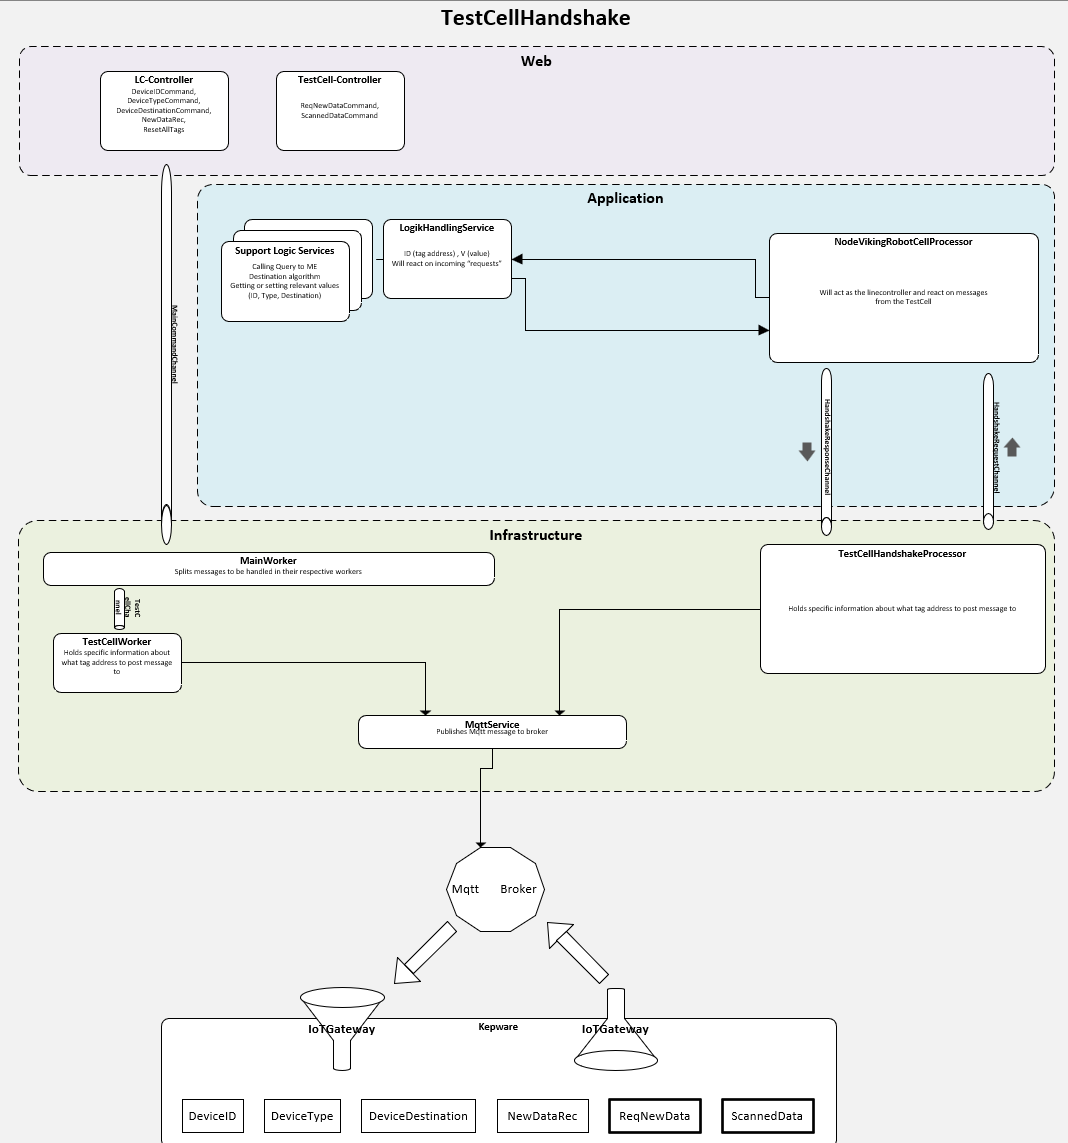 TestCellHandshake
Web
LC-Controller
DeviceIDCommand,
DeviceTypeCommand,
DeviceDestinationCommand,
NewDataRec,
ResetAllTags
TestCell-Controller
ReqNewDataCommand,
ScannedDataCommand
MainCommandChannel
Application
Support Logic Services
Calling Query to ME
Destination algorithm
Getting or setting relevant values
(ID, Type, Destination)
LogikHandlingService
ID (tag address) , V (value)
Will react on incoming “requests”
NodeVikingRobotCellProcessor
Will act as the linecontroller and react on messages
from the TestCell
HandshakeResponseChannel
HandshakeRequestChannel
Infrastructure
MainWorker
Splits messages to be handled in their respective workers
TestC
ellCha
nnel
TestCellWorker
Holds specific information about
what tag address to post message
to
TestCellHandshakeProcessor
Holds specific information about what tag address to post message to
MqttService
Publishes Mqtt message to broker
Mqtt Broker
IoTGateway
Kepware
IoTGateway
DeviceID
DeviceType
DeviceDestination
NewDataRec
ReqNewData
ScannedData